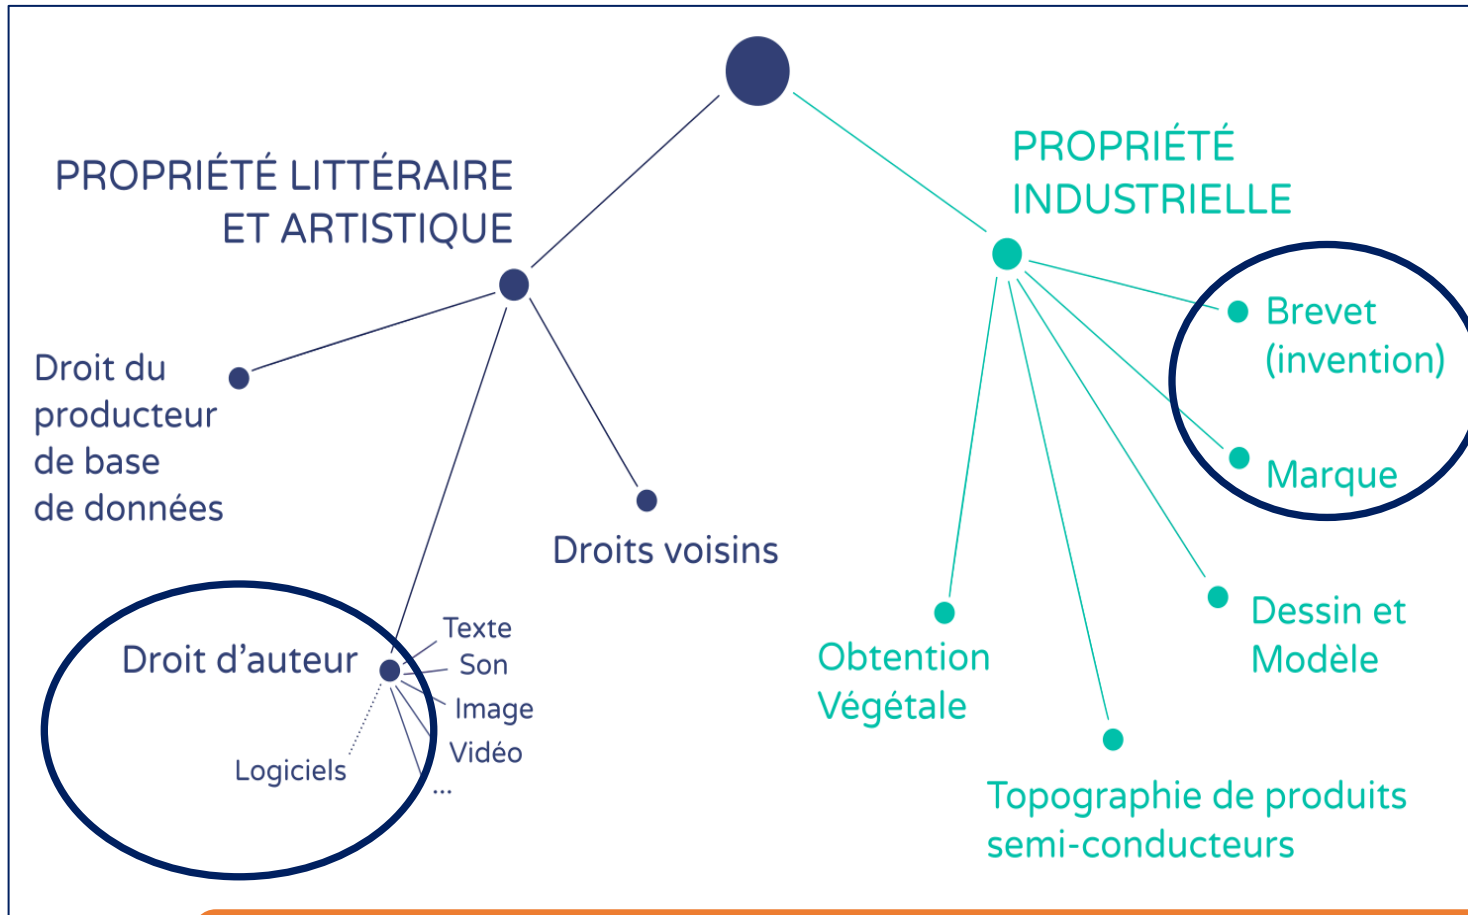 PROPRIÉTÉ LITTÉRAIRE
ET ARTISTIQUE
Droit du
producteur
de base
de données
Droits voisins
Droit d'auteur
Texte
Son
Image
Vidéo
...
Logiciels
PROPRIÉTÉ
INDUSTRIELLE
Brevet
(invention)
Marque
Dessin et
Modèle
Obtention
Végétale
Topographie de produits
semi-conducteurs